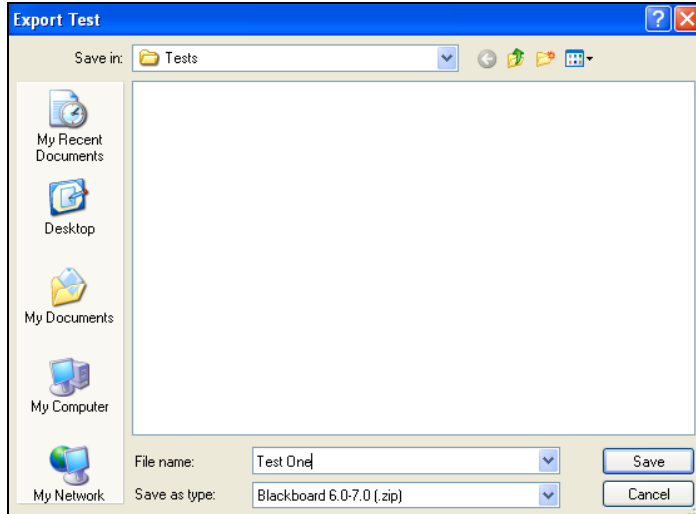 Export Test
Save in: Tests
My Recent
Documents
Desktop
My Documents
My Computer
My Network
File name: Test One Save
Save as type: Blackboard 6.0-7.0 (.zip) Cancel